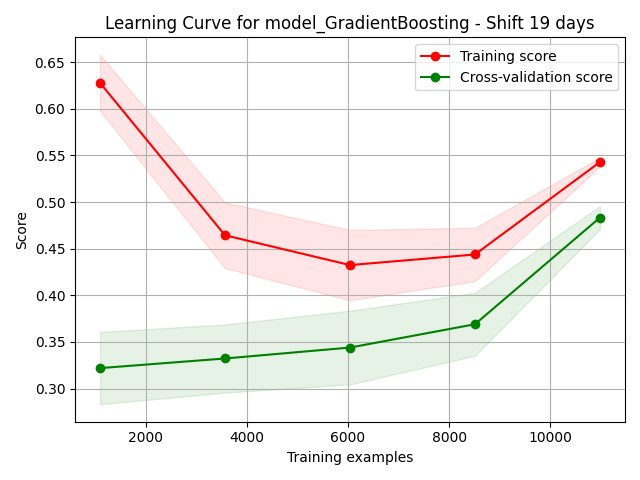 Learning Curve for model_GradientBoosting - Shift 19 days
Training score
Cross-validation score
Score
0.65
0.60
0.55
0.50
0.45
0.40
0.35
0.30
2000 4000 6000 8000 10000
Training examples